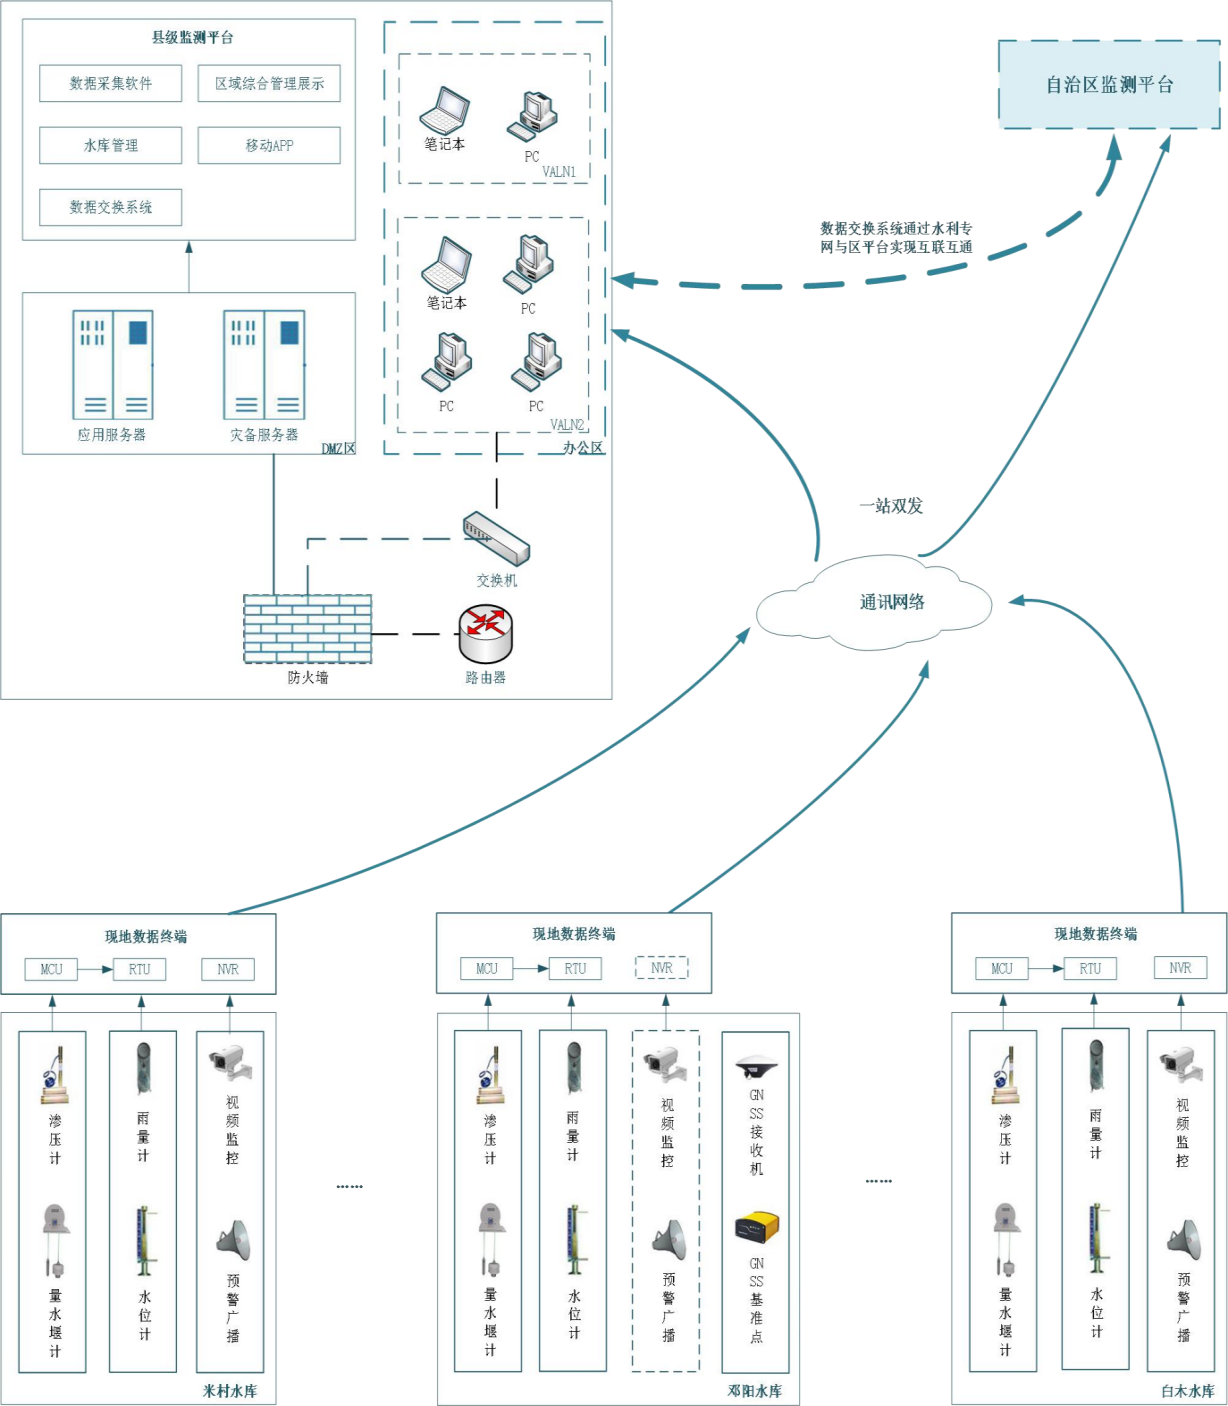 县级监测平台
数据采集软件
区域综合管理展示
水库管理
移动APP
数据交换系统
应用服务器
灾备服务器
DMZ区
笔记本
PC
VALN1
笔记本
PC
PC
PC
VALN2
办公区
交换机
防火墙
路由器
自治区监测平台
数据交换系统通过水利专
网与区平台实现互联互通
一站双发
通讯网络
现地数据终端
MCU
RTU
NVR
渗压计
雨量计
视频监控
量水堰计
水位计
预警广播
米村水库
……
现地数据终端
MCU
RTU
NVR
渗压计
雨量计
视频监控
GNSS接收机
量水堰计
水位计
预警广播
GNSS基准点
邓阳水库
……
现地数据终端
MCU
RTU
NVR
渗压计
雨量计
视频监控
量水堰计
水位计
预警广播
白木水库